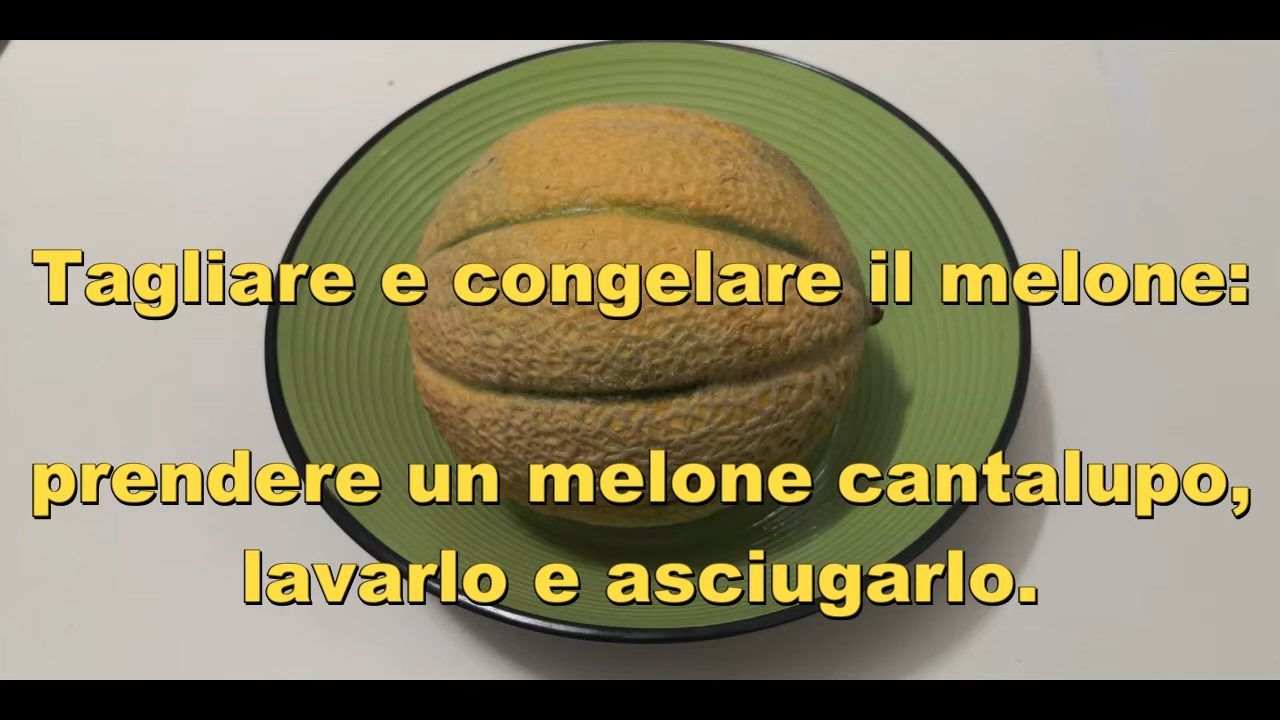 Tagliare e congelare il melone:
prendere un melone cantalupo,
lavarlo e asciugarlo.